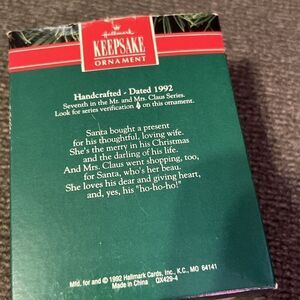 Hallmark
KEEPSAKE
ORNAMENT
Handcrafted - Dated 1992
Seventh in the Mr. and Mrs. Claus Series.
Look for series verification on this ornament.
Santa bought a present
for his thoughtful, loving wife.
She's the merry in his Christmas
and the darling of his life.
And Mrs. Claus went shopping, too,
for Santa, who's her beau.
She loves his dear and giving heart,
and, yes, his "ho-ho-ho!"
Mfd. for and © 1992 Hallmark Cards, Inc., K.C., MO 64141
Made in China QX429-4